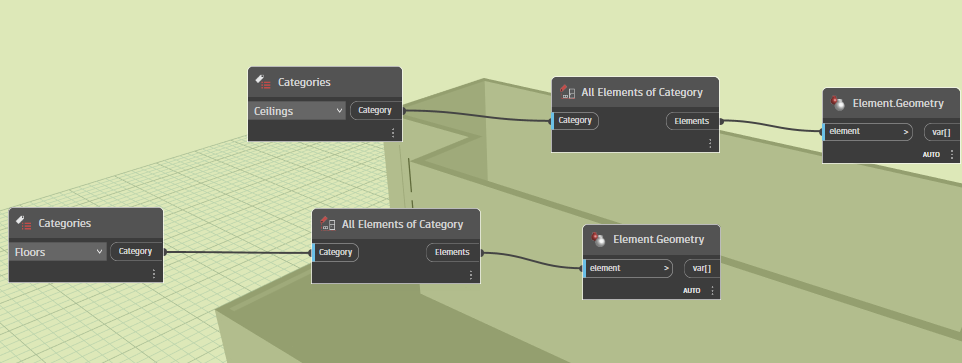 Categories
Ceilings
Category
All Elements of Category
Category
Elements
Element.Geometry
element
>
var[]
AUTO
Categories
Floors
Category
All Elements of Category
Category
Elements
Element.Geometry
element
>
var[]
AUTO